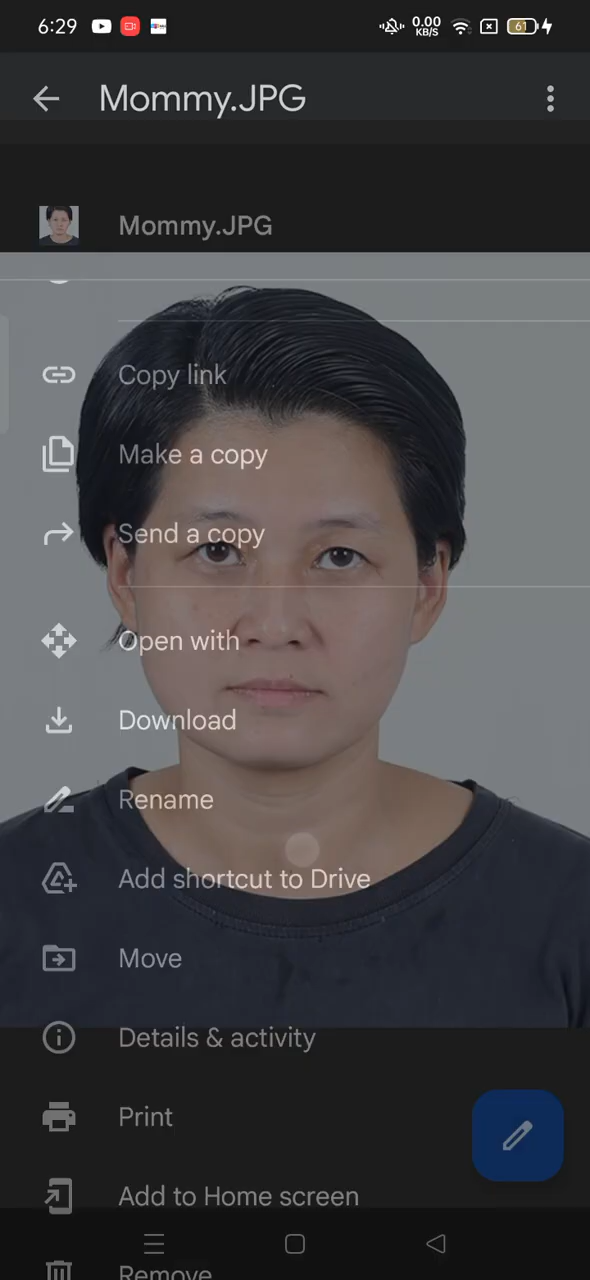 6:29
0.00
KB/S
61
Mommy.JPG
Mommy.JPG
Copy link
Make a copy
Send a copy
Open with
Download
Rename
Add shortcut to Drive
Move
Details & activity
Print
Add to Home screen
Remove